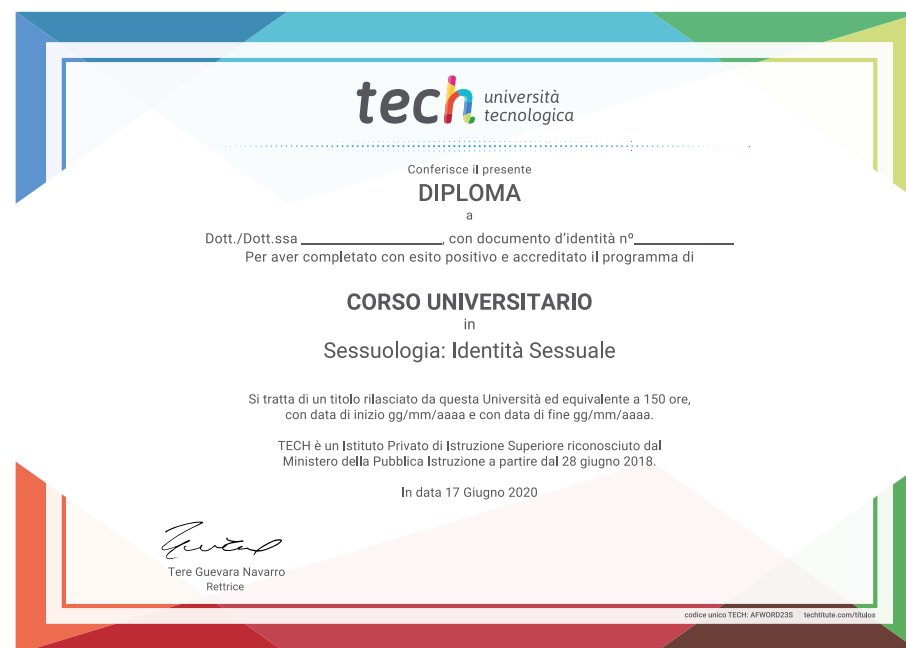 tech università
tecnologica
Conferisce il presente
DIPLOMA
a
Dott./Dott.ssa ____________________, con documento d'identità nº______________
Per aver completato con esito positivo e accreditato il programma di
CORSO UNIVERSITARIO
in
Sessuologia: Identità Sessuale
Si tratta di un titolo rilasciato da questa Università ed equivalente a 150 ore,
con data di inizio gg/mm/aaaa e con data di fine gg/mm/aaaa.
TECH è un Istituto Privato di Istruzione Superiore riconosciuto dal
Ministero della Pubblica Istruzione a partire dal 28 giugno 2018.
In data 17 Giugno 2020
Tere Guevara Navarro
Rettrice
codice unico TECH: AFWORD23S techtitute.com/titulos